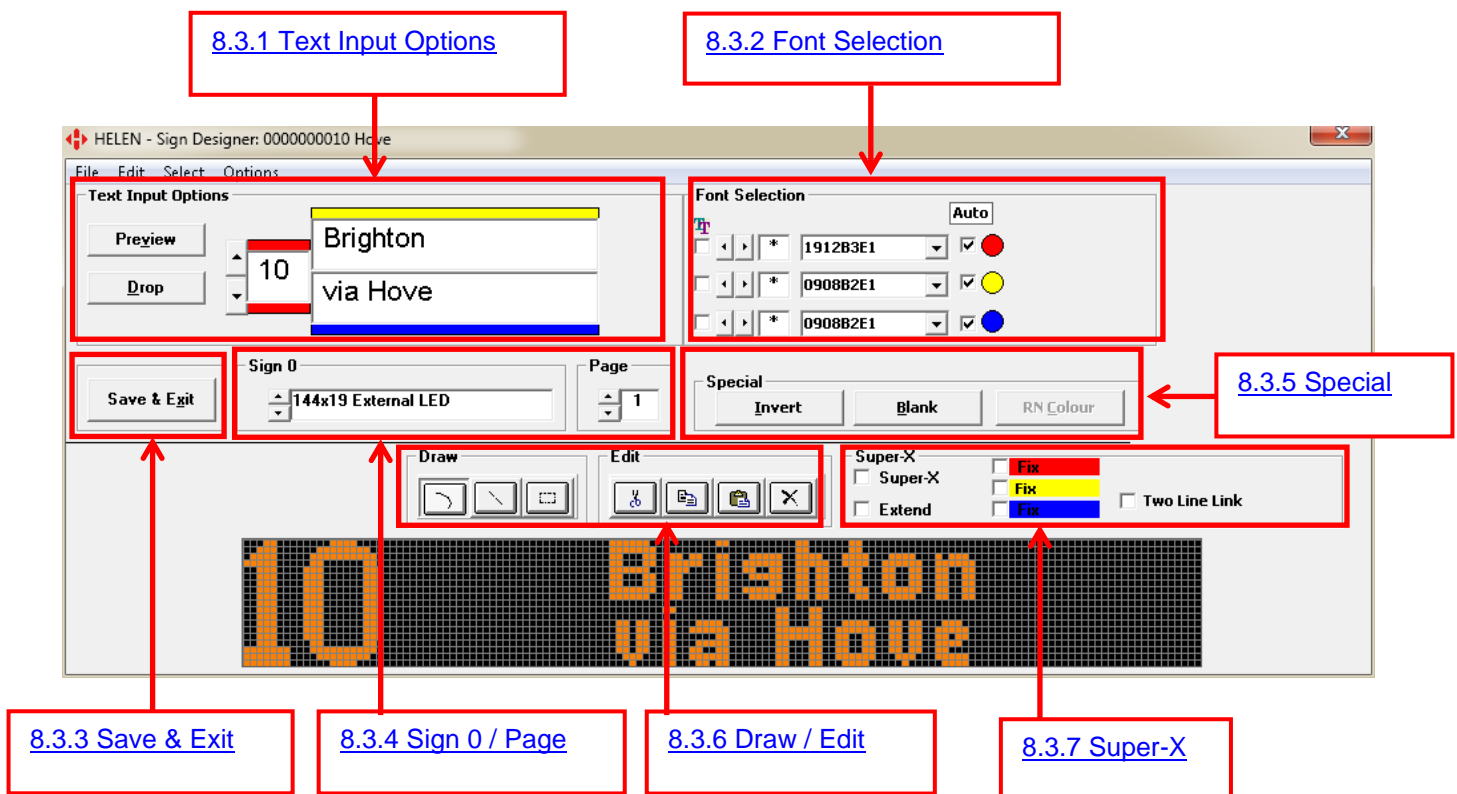 8.3.1 Text Input Options
8.3.2 Font Selection
HELEN - Sign Designer: 0000000010 Hove
File Edit Select Options
Text Input Options
Preview
Drop
10
Brighton
via Hove
Font Selection
Auto
* 1912B3E1
* 0908B2E1
* 0908B2E1
Save & Exit
Sign 0
144x19 External LED
Page
1
Special
Invert Blank RN Colour
8.3.5 Special
Draw
Edit
Super-X
Super-X
Extend
Fix
Fix
Fix
Two Line Link
10 Brighton
via Hove
8.3.3 Save & Exit
8.3.4 Sign 0 / Page
8.3.6 Draw / Edit
8.3.7 Super-X